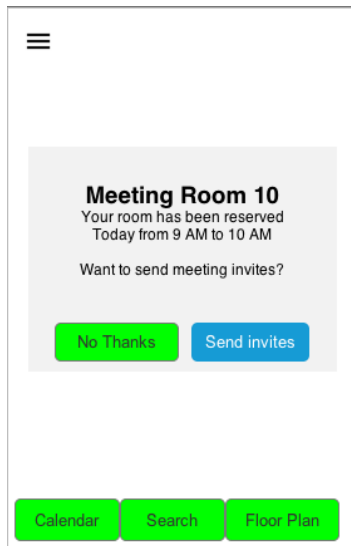 Meeting Room 10
Your room has been reserved
Today from 9 AM to 10 AM
Want to send meeting invites?
No Thanks
Send invites
Calendar
Search
Floor Plan